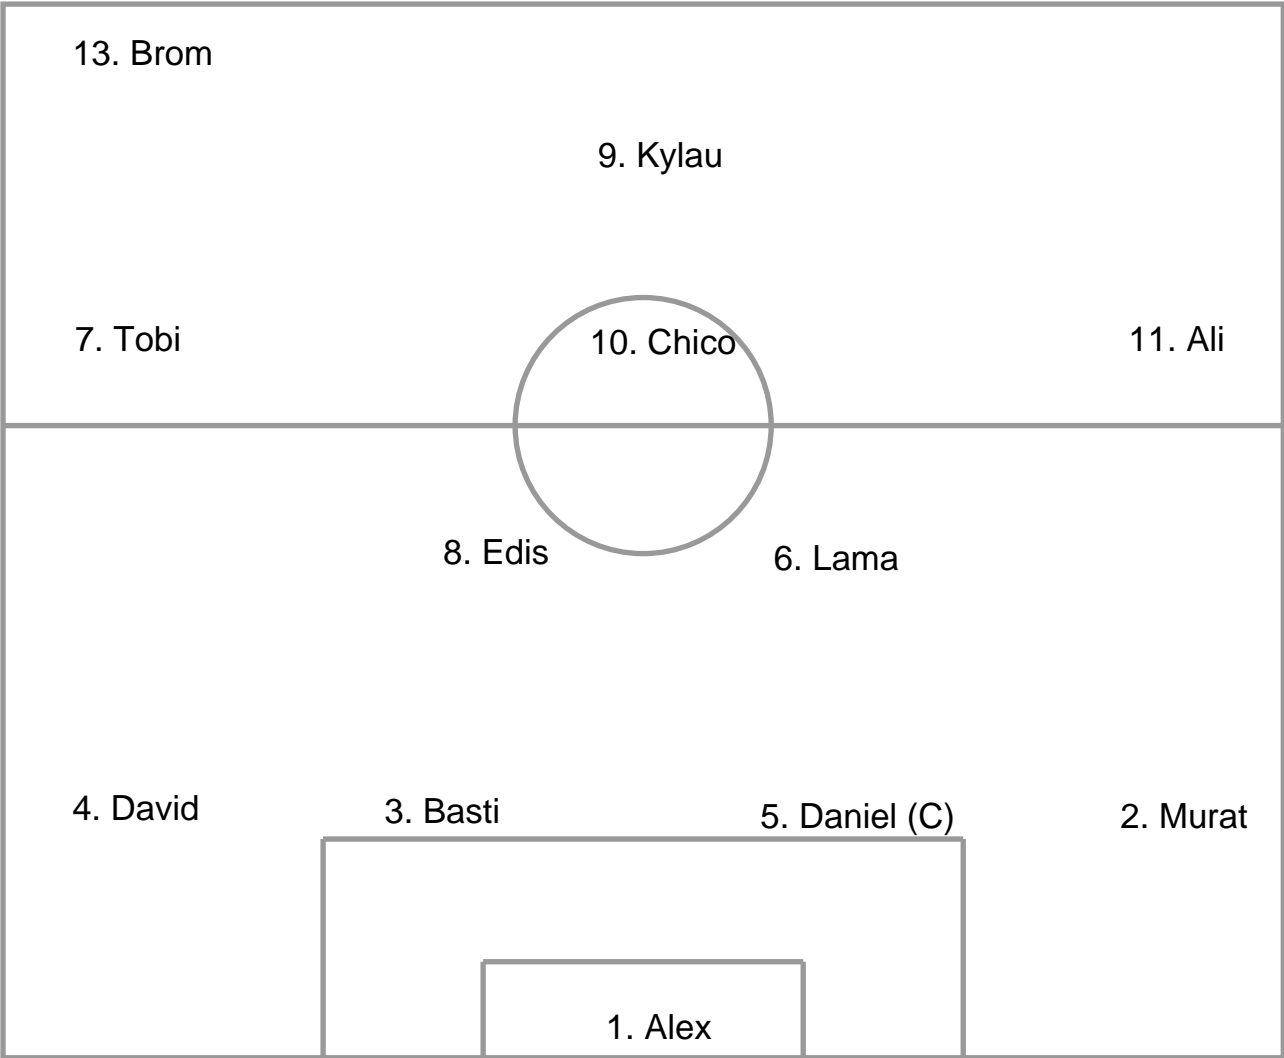 13. Brom
9. Kylau
7. Tobi
10. Chico
11. Ali
8. Edis
6. Lama
4. David
3. Basti
5. Daniel (C)
2. Murat
1. Alex